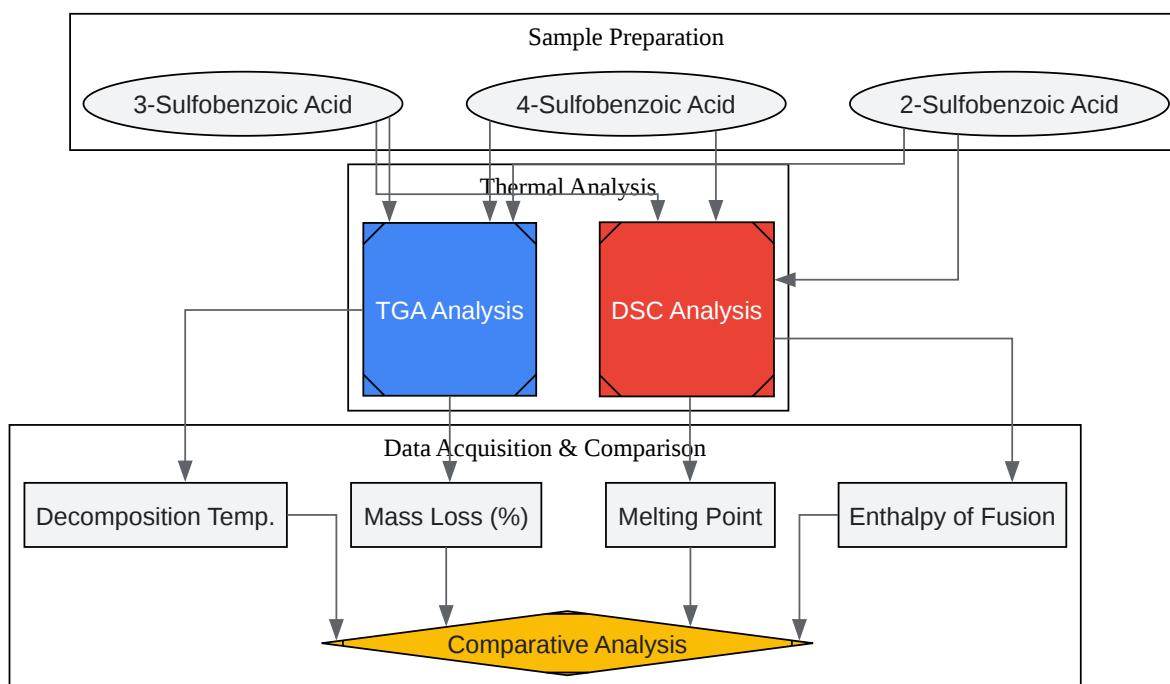 Sample Preparation
3-Sulfobenzoic Acid
4-Sulfobenzoic Acid
2-Sulfobenzoic Acid
Thermal Analysis
TGA Analysis
DSC Analysis
Data Acquisition & Comparison
Decomposition Temp.
Mass Loss (%)
Melting Point
Enthalpy of Fusion
Comparative Analysis